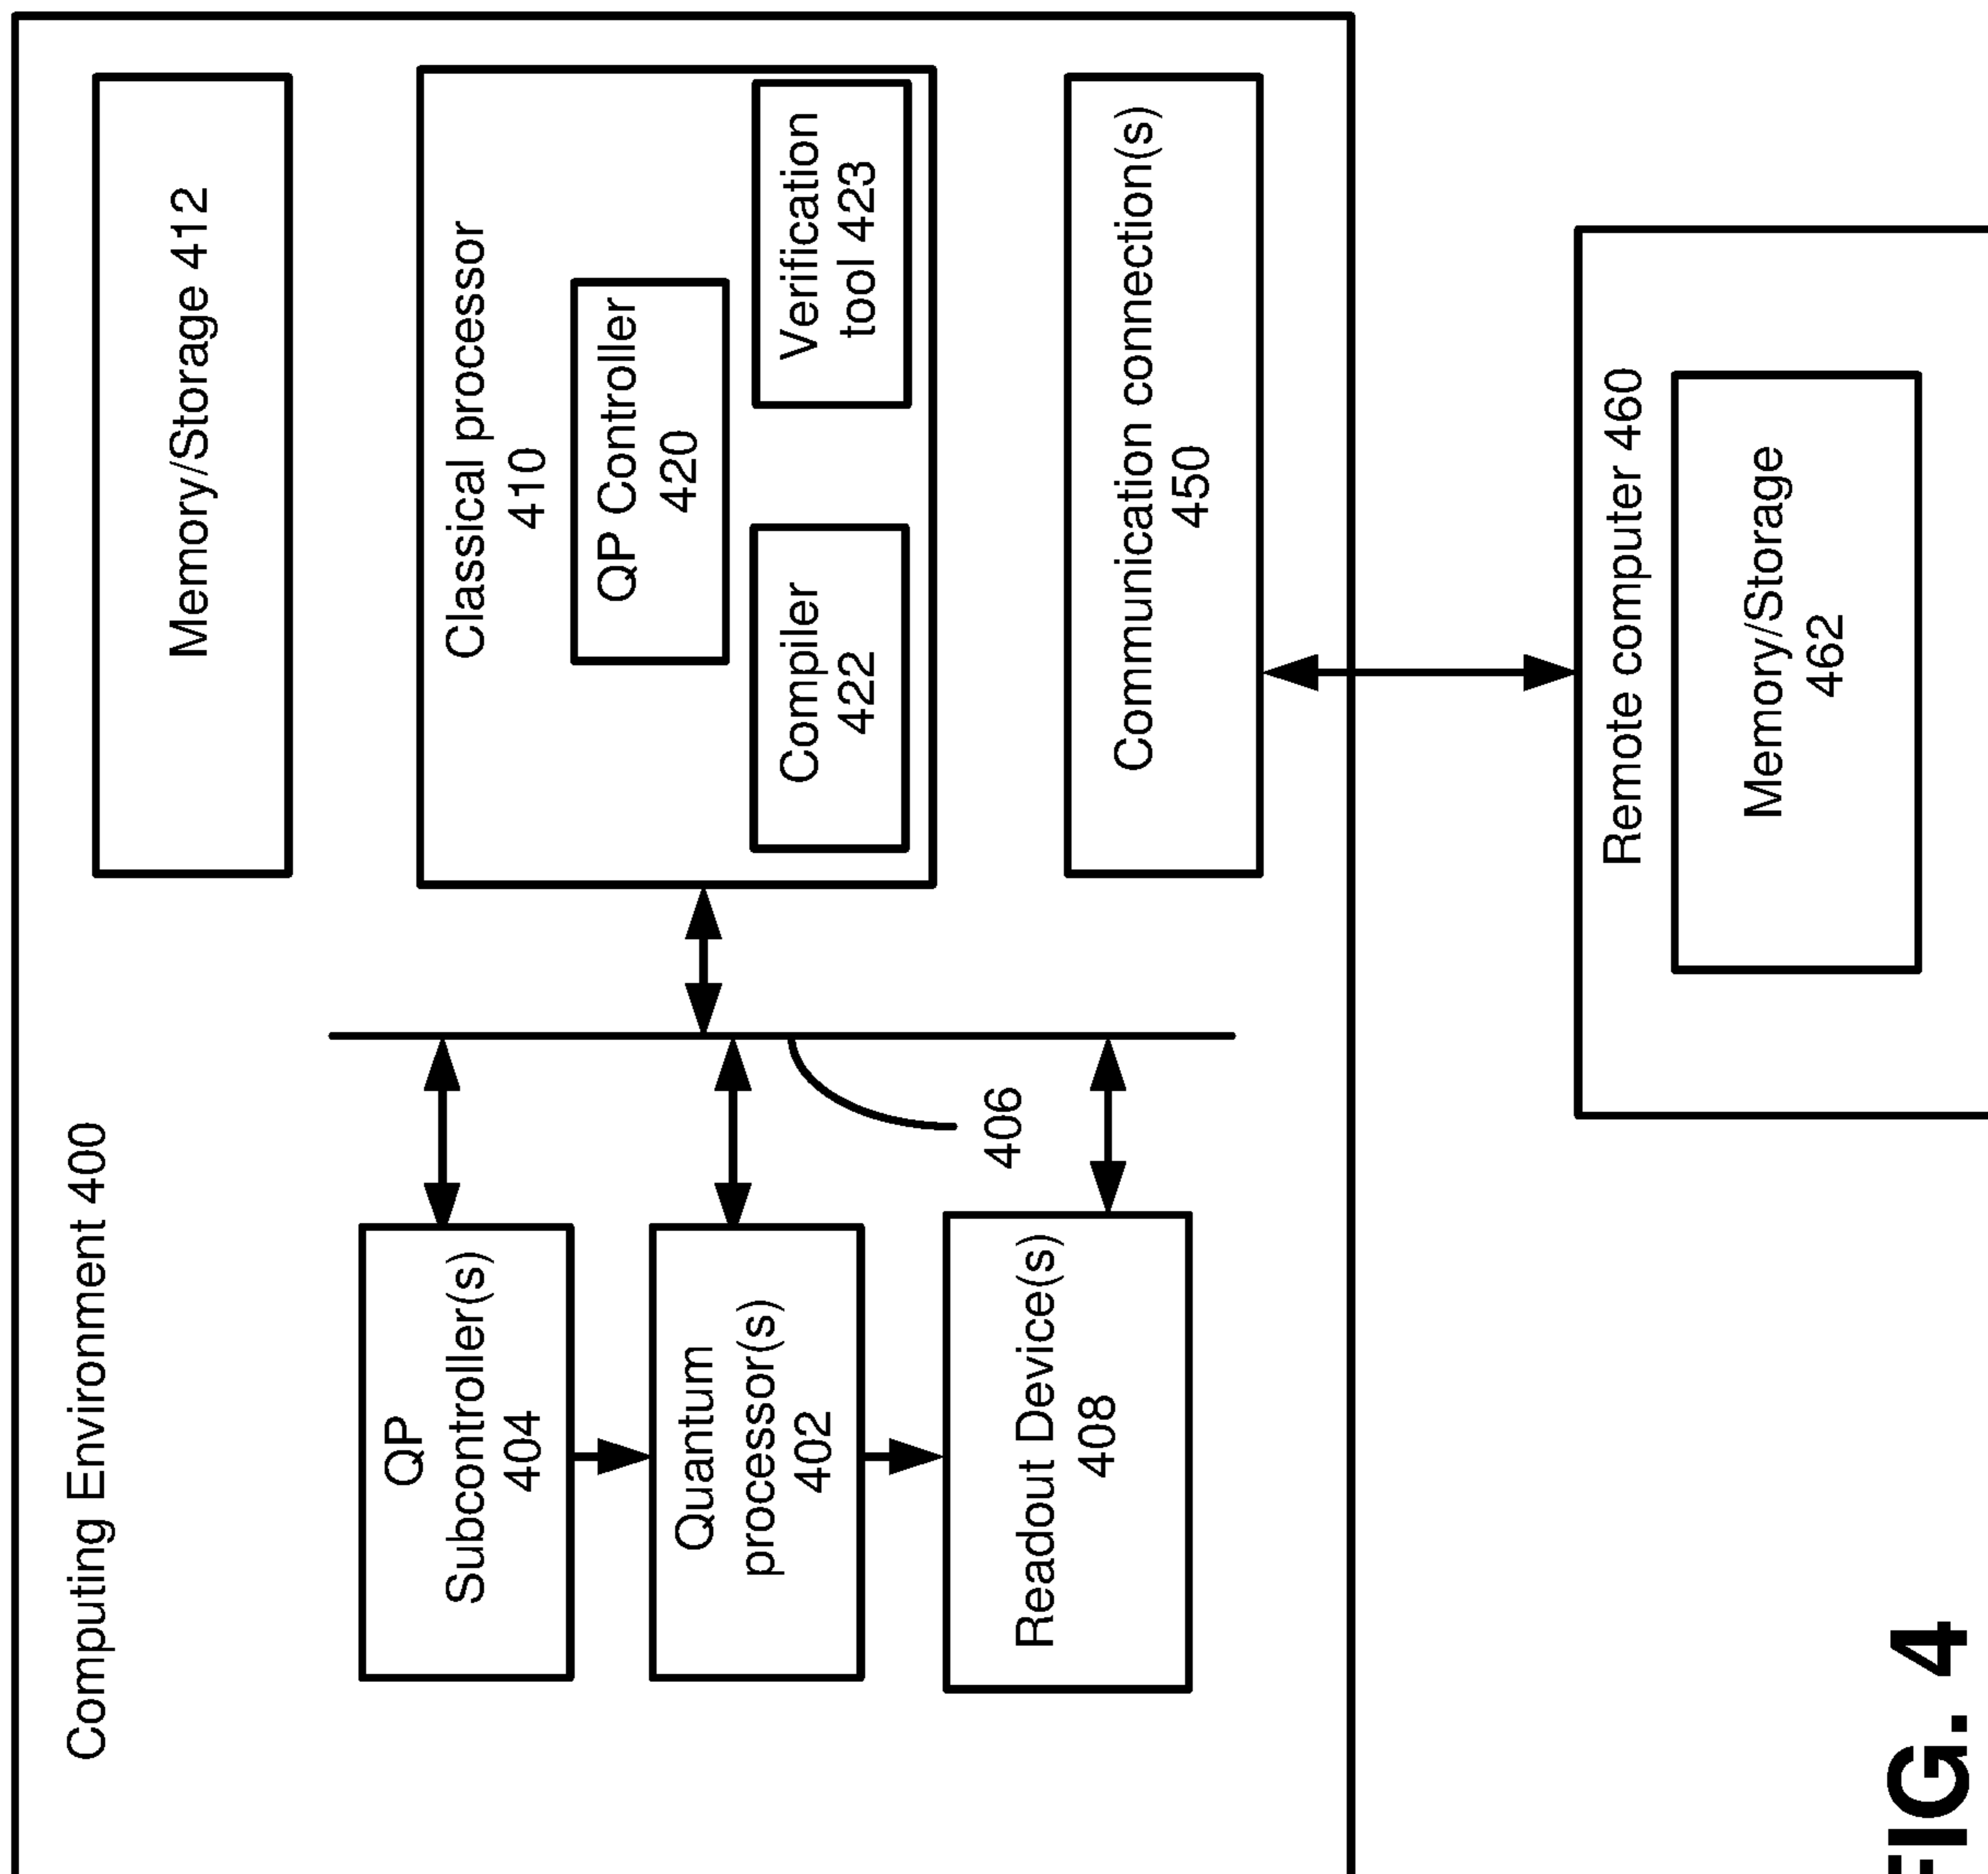 Computing Environment 400
QP
Subcontroller(s)
404
Quantum
processor(s)
402
Readout Device(s)
408
406
Memory/Storage 412
Classical processor
410
QP Controller
420
Compiler
422
Verification
tool 423
Communication connection(s)
450
Remote computer 460
Memory/Storage
462
FIG. 4